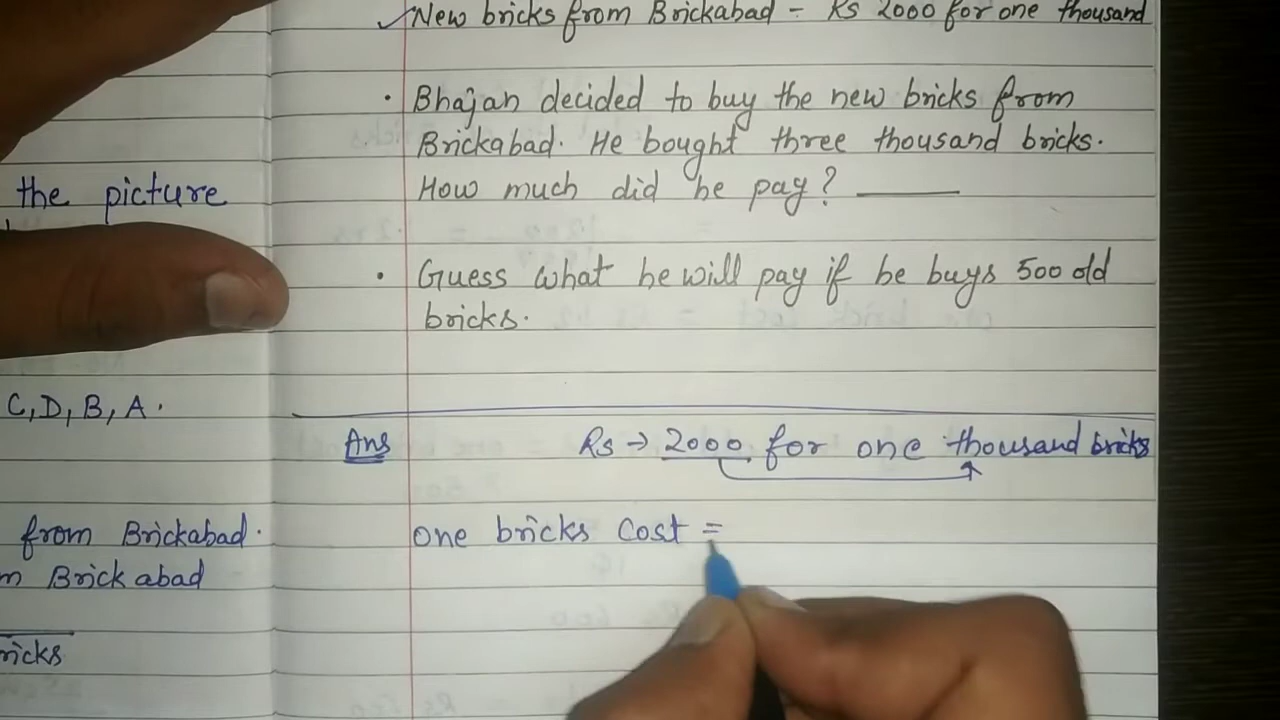 New bricks from Brickabad - Rs 2000 for one thousand
• Bhajan decided to buy the new bricks from
Brickabad. He bought three thousand bricks.
How much did he pay? ______
• Guess what he will pay if he buys 500 old
bricks.
the picture
C, D, B, A.
from Brickabad.
Brickabad
ricks
Ans Rs → 2000 for one thousand bricks
one bricks cost =